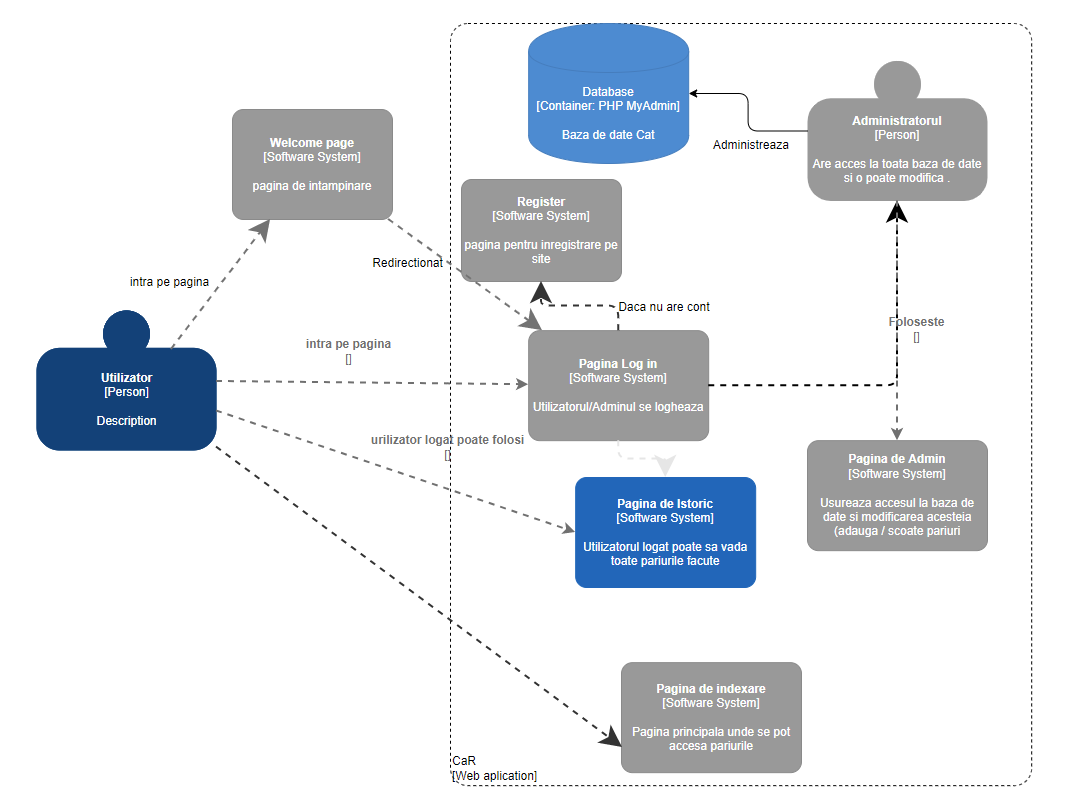 Database
[Container: PHP MyAdmin]
Baza de date Cat
Administratorul
[Person]
Are acces la toata baza de date
si o poate modifica .
Administreaza
Welcome page
[Software System]
pagina de intampinare
Register
[Software System]
pagina pentru inregistrare pe
site
Redirectionat
intra pe pagina
Daca nu are cont
Foloseste
[]
intra pe pagina
[]
Utilizator
[Person]
Description
Pagina Log in
[Software System]
Utilizatorul/Adminul se logheaza
urilizator logat poate folosi
[]
Pagina de Admin
[Software System]
Usureaza accesul la baza de
date si modificarea acesteia
(adauga / scoate pariuri
Pagina de Istoric
[Software System]
Utilizatorul logat poate sa vada
toate pariurile facute
Pagina de indexare
[Software System]
Pagina principala unde se pot
accesa pariurile
CaR
[Web aplication]